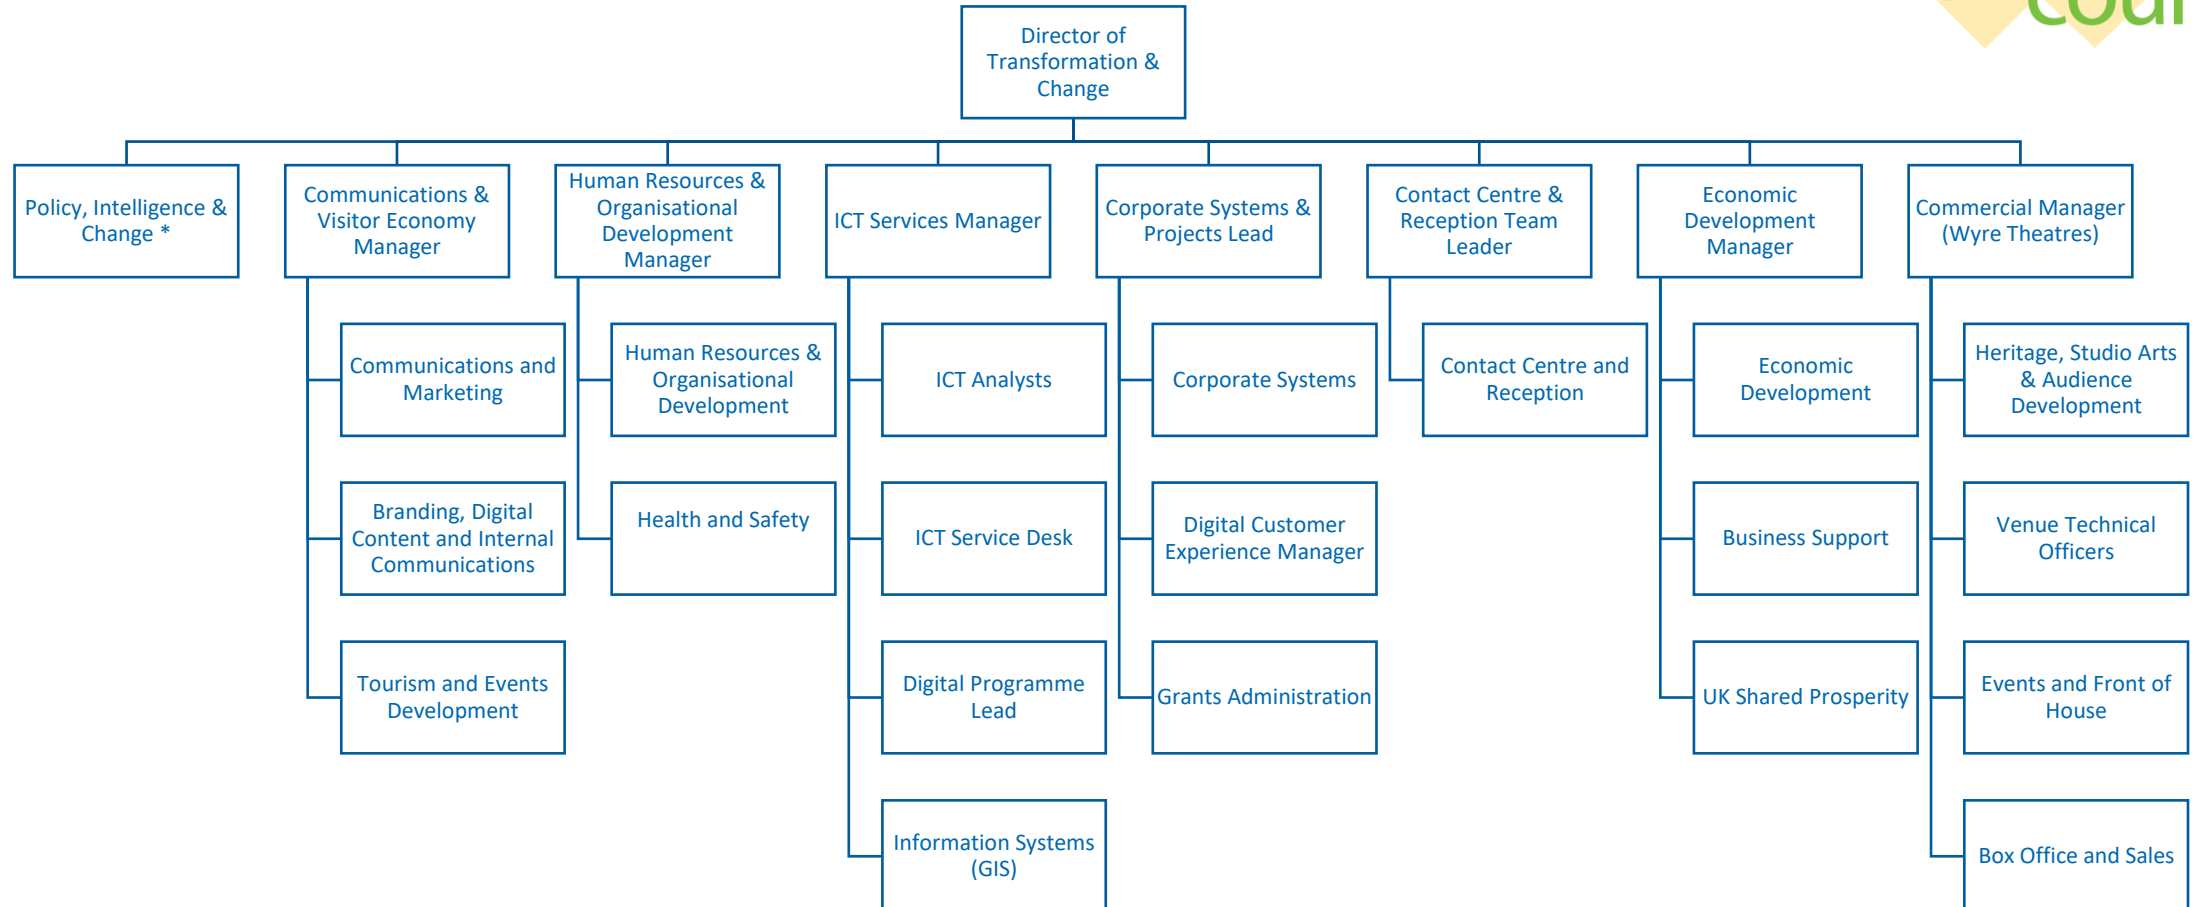 Director of
Transformation &
Change
Policy, Intelligence &
Change *
Communications &
Visitor Economy
Manager
Human Resources &
Organisational
Development
Manager
ICT Services Manager
Corporate Systems &
Projects Lead
Contact Centre &
Reception Team
Leader
Economic
Development
Manager
Commercial Manager
(Wyre Theatres)
Communications and
Marketing
Branding, Digital
Content and Internal
Communications
Tourism and Events
Development
Human Resources &
Organisational
Development
Health and Safety
ICT Analysts
ICT Service Desk
Digital Programme
Lead
Information Systems
(GIS)
Corporate Systems
Digital Customer
Experience Manager
Grants Administration
Contact Centre and
Reception
Economic
Development
Business Support
UK Shared Prosperity
Heritage, Studio Arts
& Audience
Development
Venue Technical
Officers
Events and Front of
House
Box Office and Sales